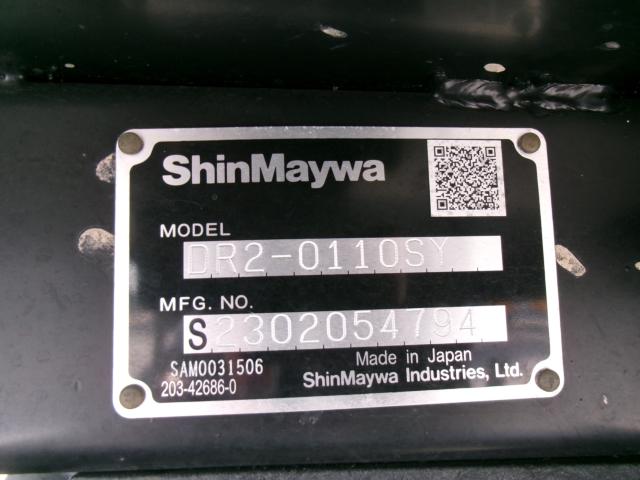 ShinMaywa
MODEL
DR2-0110SY
MFG. NO.
S2302054794
SAM0031506
203-42686-0
Made in Japan
ShinMaywa Industries, Ltd.